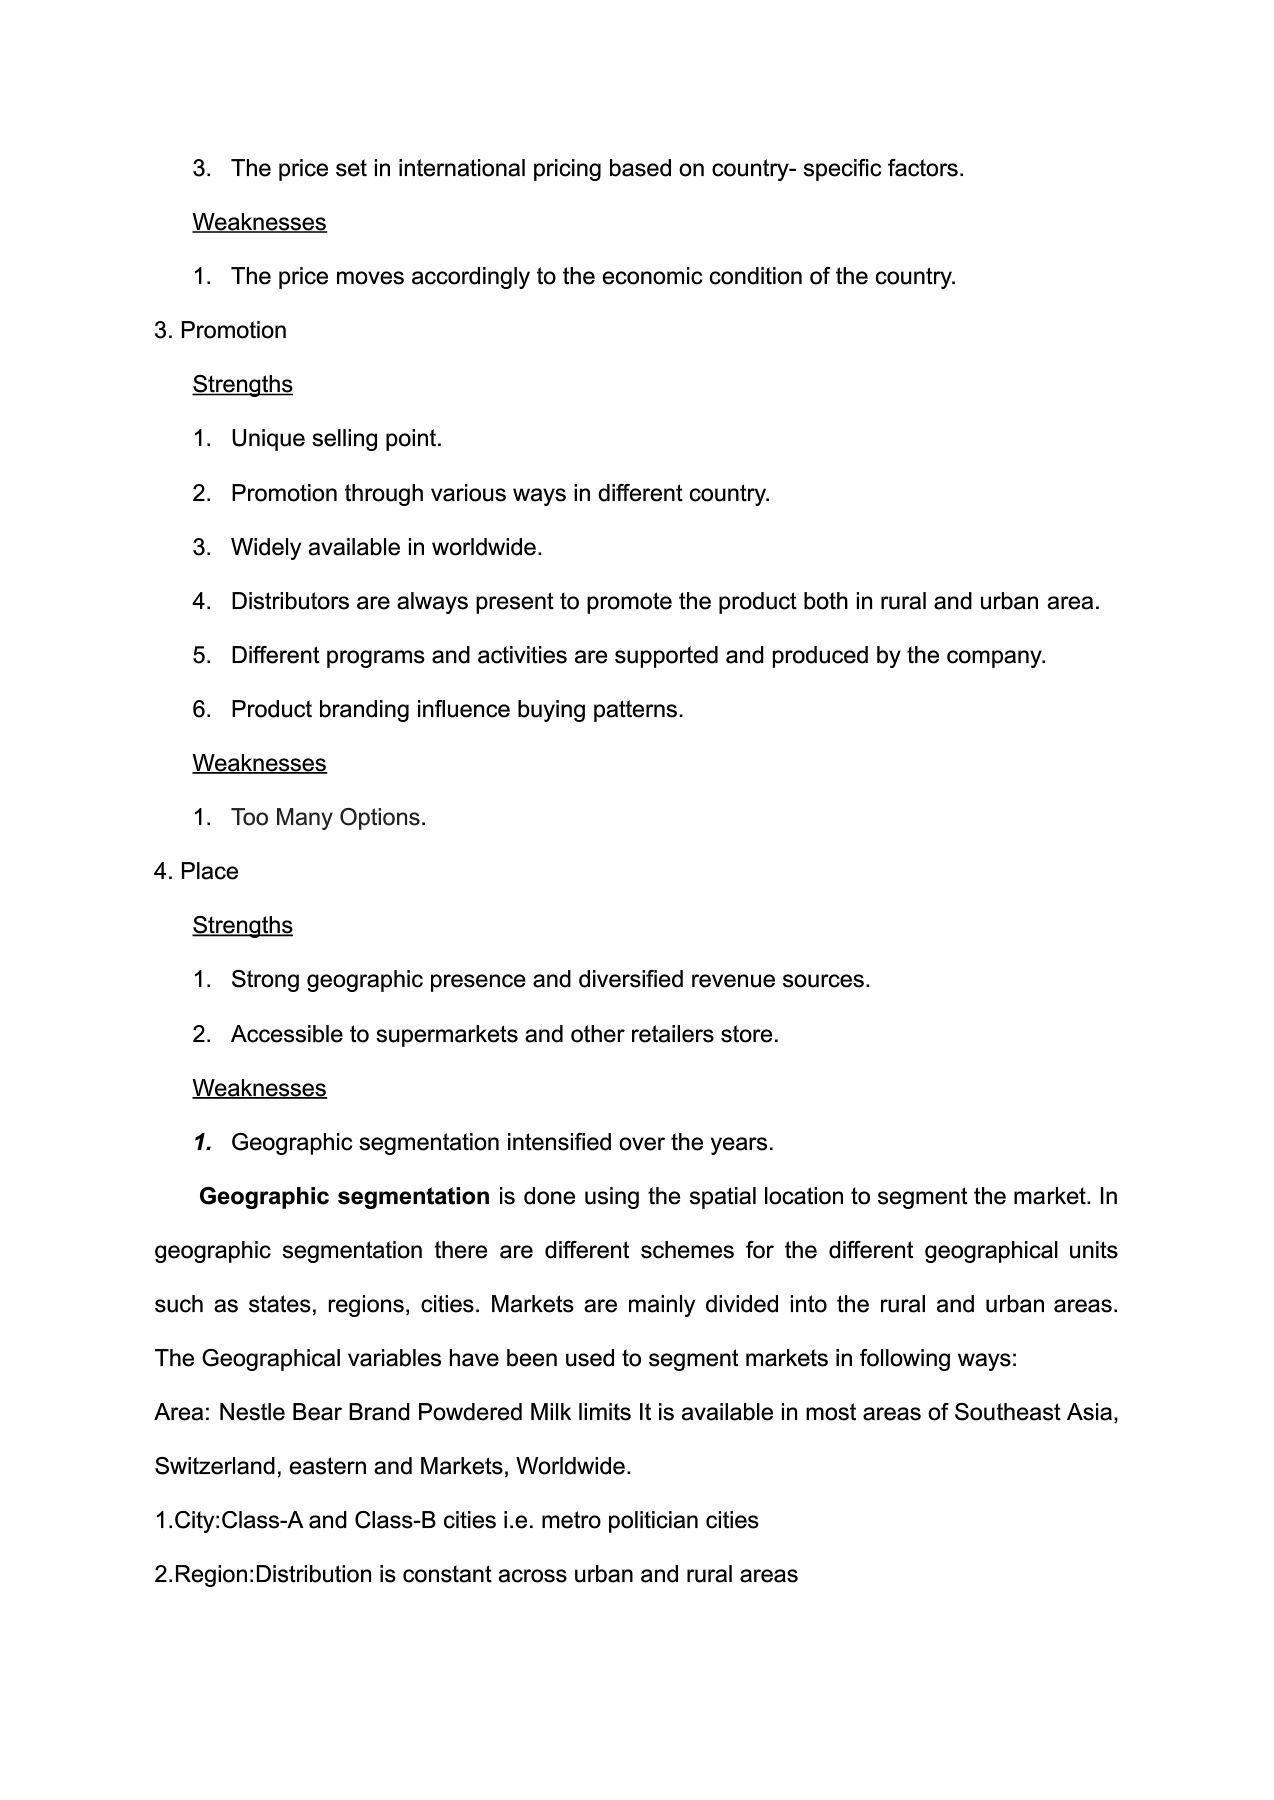 3. The price set in international pricing based on country- specific factors.
Weaknesses
1. The price moves accordingly to the economic condition of the country.
3. Promotion
Strengths
1. Unique selling point.
2. Promotion through various ways in different country.
3. Widely available in worldwide.
4. Distributors are always present to promote the product both in rural and urban area.
5. Different programs and activities are supported and produced by the company.
6. Product branding influence buying patterns.
Weaknesses
1. Too Many Options.
4. Place
Strengths
1. Strong geographic presence and diversified revenue sources.
2. Accessible to supermarkets and other retailers store.
Weaknesses
1. Geographic segmentation intensified over the years.
Geographic segmentation is done using the spatial location to segment the market. In
geographic segmentation there are different schemes for the different geographical units
such as states, regions, cities. Markets are mainly divided into the rural and urban areas.
The Geographical variables have been used to segment markets in following ways:
Area: Nestle Bear Brand Powdered Milk limits It is available in most areas of Southeast Asia,
Switzerland, eastern and Markets, Worldwide.
1.City:Class-A and Class-B cities i.e. metro politician cities
2.Region:Distribution is constant across urban and rural areas